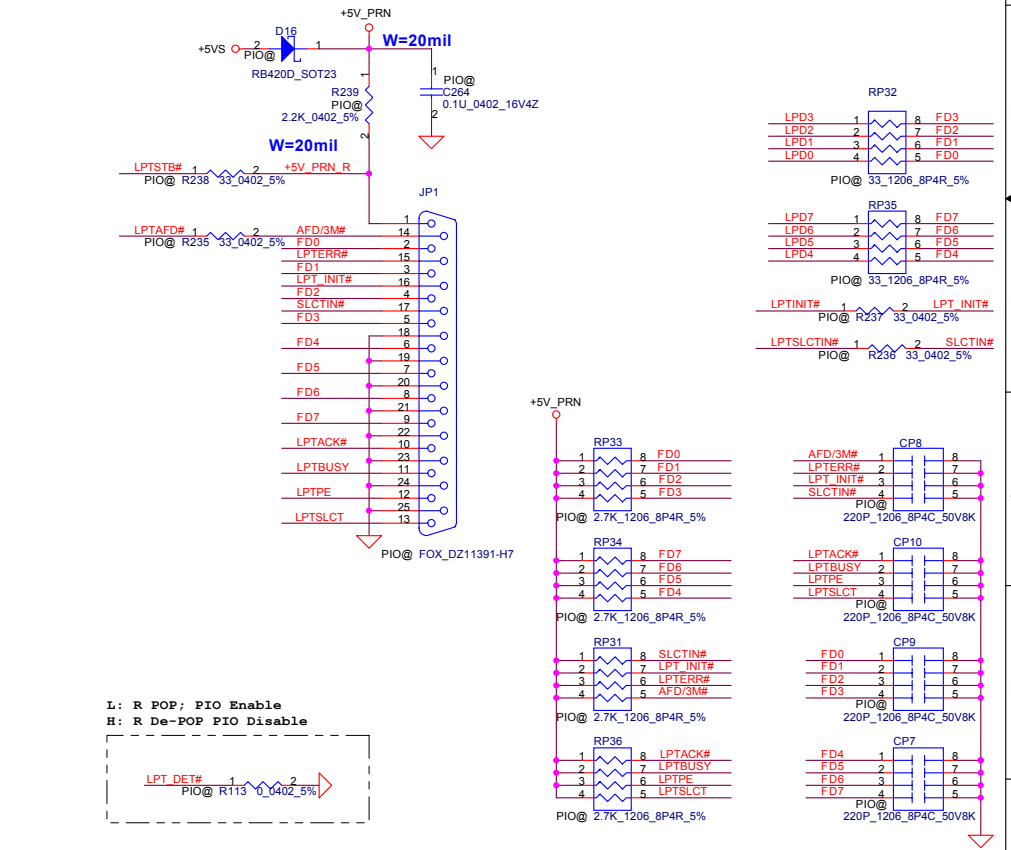 +5V_PRN
+5VS
2
D16
1
PIO@
RB420D_SOT23
W=20mil
1
R239
PIO@
2.2K_0402_5%
2
1
PIO@
C264
0.1U_0402_16V4Z
2
W=20mil
LPTSTB# 1 2 +5V_PRN_R
PIO@ R238 33_0402_5%
JP1
LPTAFD# 1 2 AFD/3M#
PIO@ R235 33_0402_5%
1
14
FD0 2
LPTERR# 15
FD1 3
LPT_INIT# 16
FD2 4
SLCTIN# 17
FD3 5
18
FD4 6
19
FD5 7
20
FD6 8
21
FD7 9
22
LPTACK# 10
23
LPTBUSY 11
24
LPTPE 12
25
LPTSLCT 13
PIO@ FOX_DZ11391-H7
RP32
LPD3 1 8 FD3
LPD2 2 7 FD2
LPD1 3 6 FD1
LPD0 4 5 FD0
PIO@ 33_1206_8P4R_5%
RP35
LPD7 1 8 FD7
LPD6 2 7 FD6
LPD5 3 6 FD5
LPD4 4 5 FD4
PIO@ 33_1206_8P4R_5%
LPTINIT# 1 2 LPT_INIT#
PIO@ R237 33_0402_5%
LPTSLCTIN# 1 2 SLCTIN#
PIO@ R236 33_0402_5%
+5V_PRN
RP33
1 8 FD0
2 7 FD1
3 6 FD2
4 5 FD3
PIO@ 2.7K_1206_8P4R_5%
RP34
1 8 FD7
2 7 FD6
3 6 FD5
4 5 FD4
PIO@ 2.7K_1206_8P4R_5%
RP31
1 8 SLCTIN#
2 7 LPT_INIT#
3 6 LPTERR#
4 5 AFD/3M#
PIO@ 2.7K_1206_8P4R_5%
RP36
1 8 LPTACK#
2 7 LPTBUSY
3 6 LPTPE
4 5 LPTSLCT
PIO@ 2.7K_1206_8P4R_5%
CP8
AFD/3M# 1 8
LPTERR# 2 7
LPT_INIT# 3 6
SLCTIN# 4 5
PIO@
220P_1206_8P4C_50V8K
CP10
LPTACK# 1 8
LPTBUSY 2 7
LPTPE 3 6
LPTSLCT 4 5
PIO@
220P_1206_8P4C_50V8K
CP9
FD0 1 8
FD1 2 7
FD2 3 6
FD3 4 5
PIO@
220P_1206_8P4C_50V8K
CP7
FD4 1 8
FD5 2 7
FD6 3 6
FD7 4 5
PIO@
220P_1206_8P4C_50V8K
L: R POP; PIO Enable
H: R De-POP PIO Disable
LPT_DET# 1 2
PIO@ R113 0_0402_5%